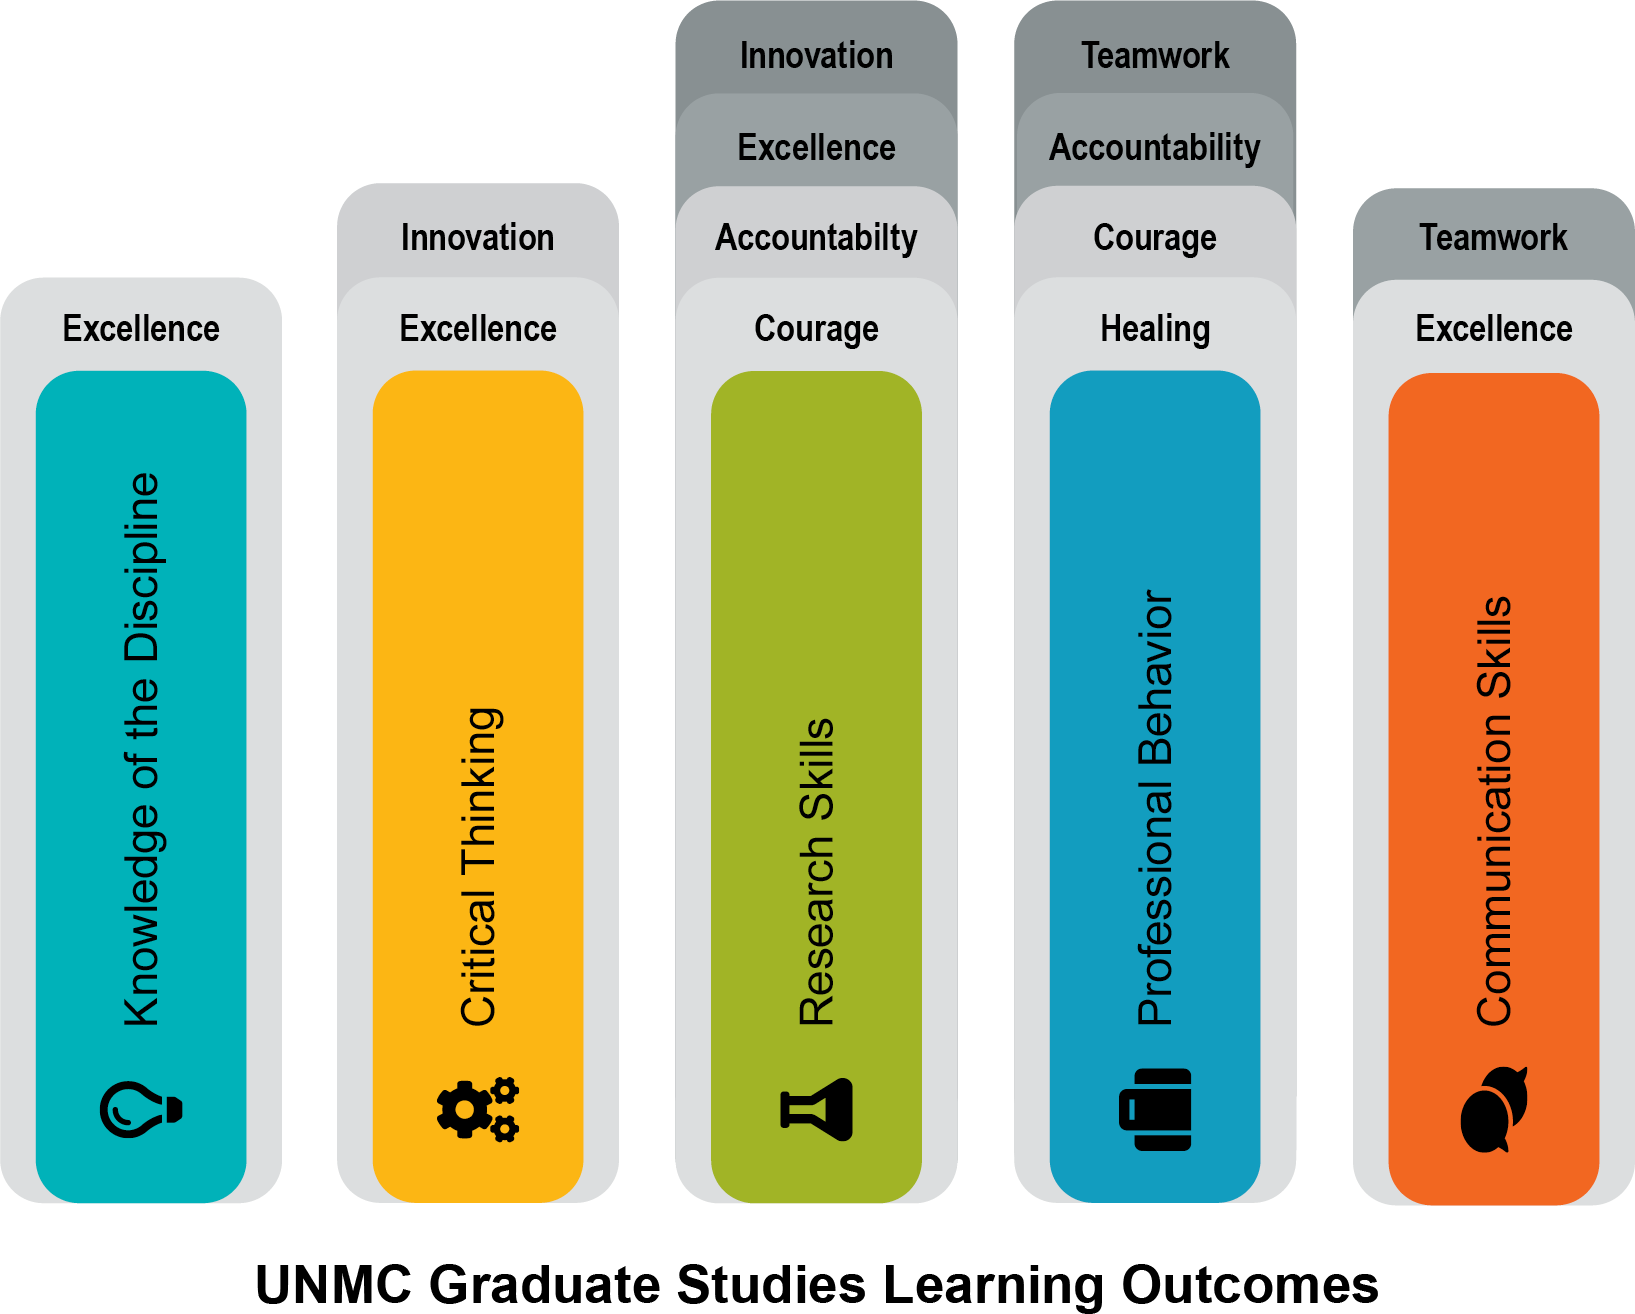 Excellence
Knowledge of the Discipline
Innovation
Excellence
Critical Thinking
Innovation
Excellence
Accountabilty
Courage
Research Skills
Teamwork
Accountability
Courage
Healing
Professional Behavior
Teamwork
Excellence
Communication Skills
UNMC Graduate Studies Learning Outcomes